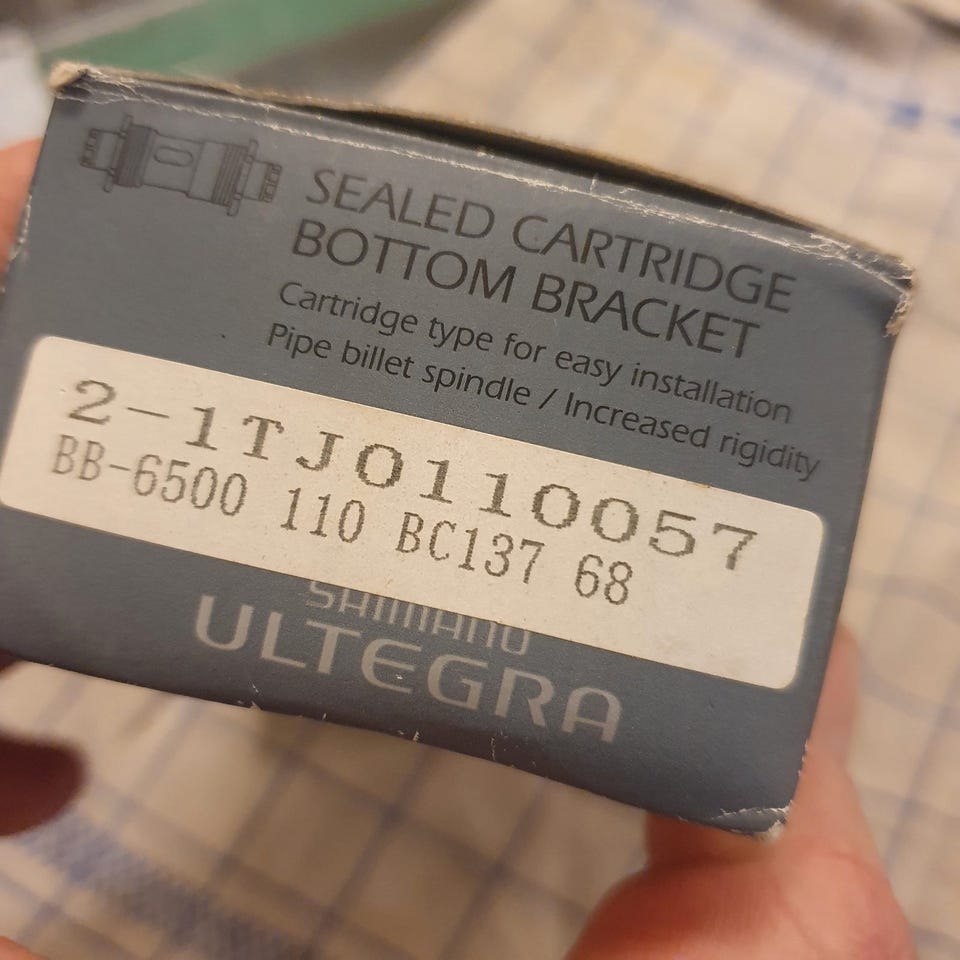 SEALED CARTRIDGE
BOTTOM BRACKET
Cartridge type for easy installation
Pipe billet spindle / Increased rigidity
2-1TJ0110057
BB-6500 110 BC137 68
SHIMANO
ULTEGRA